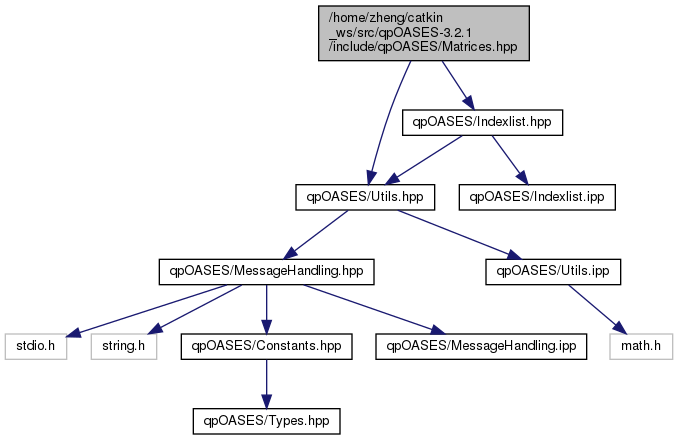 /home/zheng/catkin
_ws/src/qpOASES-3.2.1
/include/qpOASES/Matrices.hpp
qpOASES/Indexlist.hpp
qpOASES/Utils.hpp
qpOASES/Indexlist.ipp
qpOASES/MessageHandling.hpp
qpOASES/Utils.ipp
stdio.h
string.h
qpOASES/Constants.hpp
qpOASES/MessageHandling.ipp
math.h
qpOASES/Types.hpp